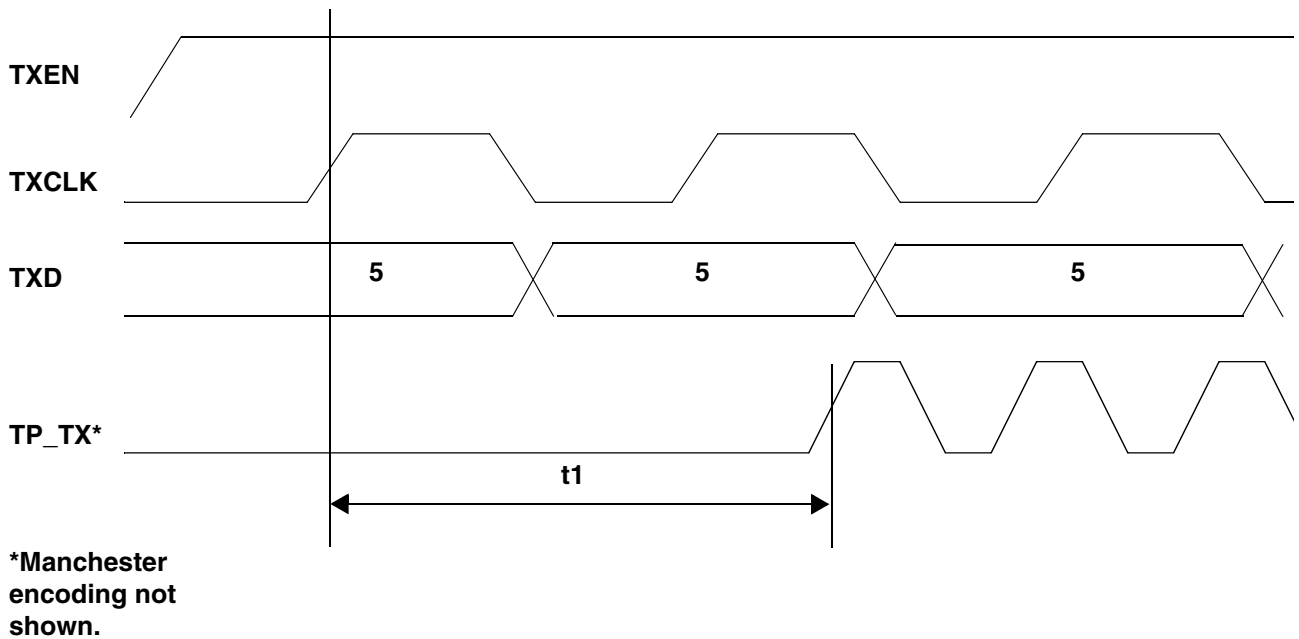 TXEN
TXCLK
TXD
5 5 5
TP_TX*
t1
*Manchester
encoding not
shown.